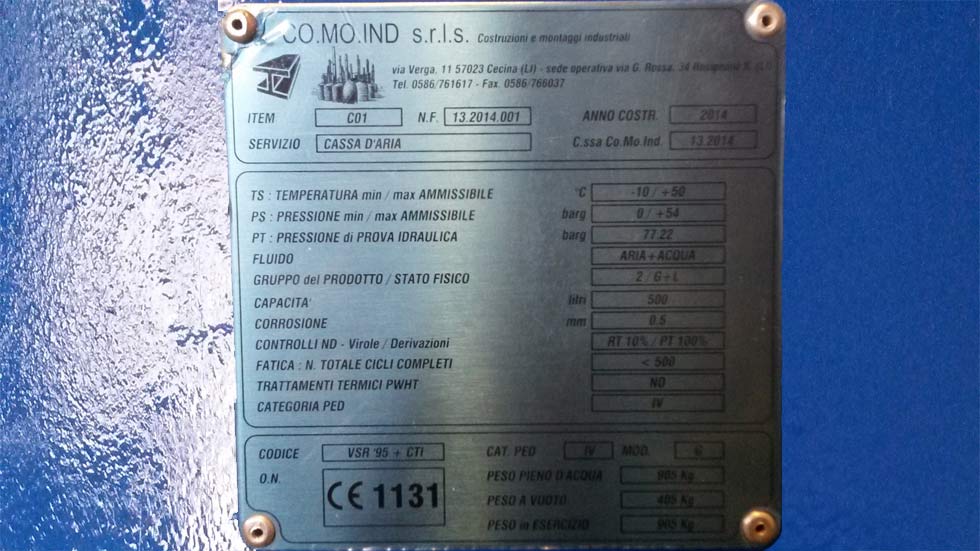 CO.MO.IND s.r.l.s. Costruzioni e montaggi industriali
via Verga, 11 57023 Cecina (LI) - sede operativa via G. Rossa, 34 Rosignano S. (LI)
Tel. 0586/761617 - Fax. 0586/766037
ITEM C01 N.F. 13.2014.001 ANNO COSTR. 2014
SERVIZIO CASSA D'ARIA C.ssa Co.Mo.Ind. 13.2014
TS : TEMPERATURA min / max AMMISSIBILE °C -10 / +50
PS : PRESSIONE min / max AMMISSIBILE barg 0 / +54
PT : PRESSIONE di PROVA IDRAULICA barg 77.22
FLUIDO ARIA+ACQUA
GRUPPO del PRODOTTO / STATO FISICO 2 / G÷L
CAPACITA' litri 500
CORROSIONE mm 0.5
CONTROLLI ND - Virole / Derivazioni RT 10% / PT 100%
FATICA : N. TOTALE CICLI COMPLETI < 500
TRATTAMENTI TERMICI PWHT NO
CATEGORIA PED IV
CODICE VSR '95 + CTI CAT. PED IV MOD. G
O.N. CE 1131 PESO PIENO D'ACQUA 905 Kg
PESO A VUOTO 405 Kg
PESO in ESERCIZIO 905 Kg